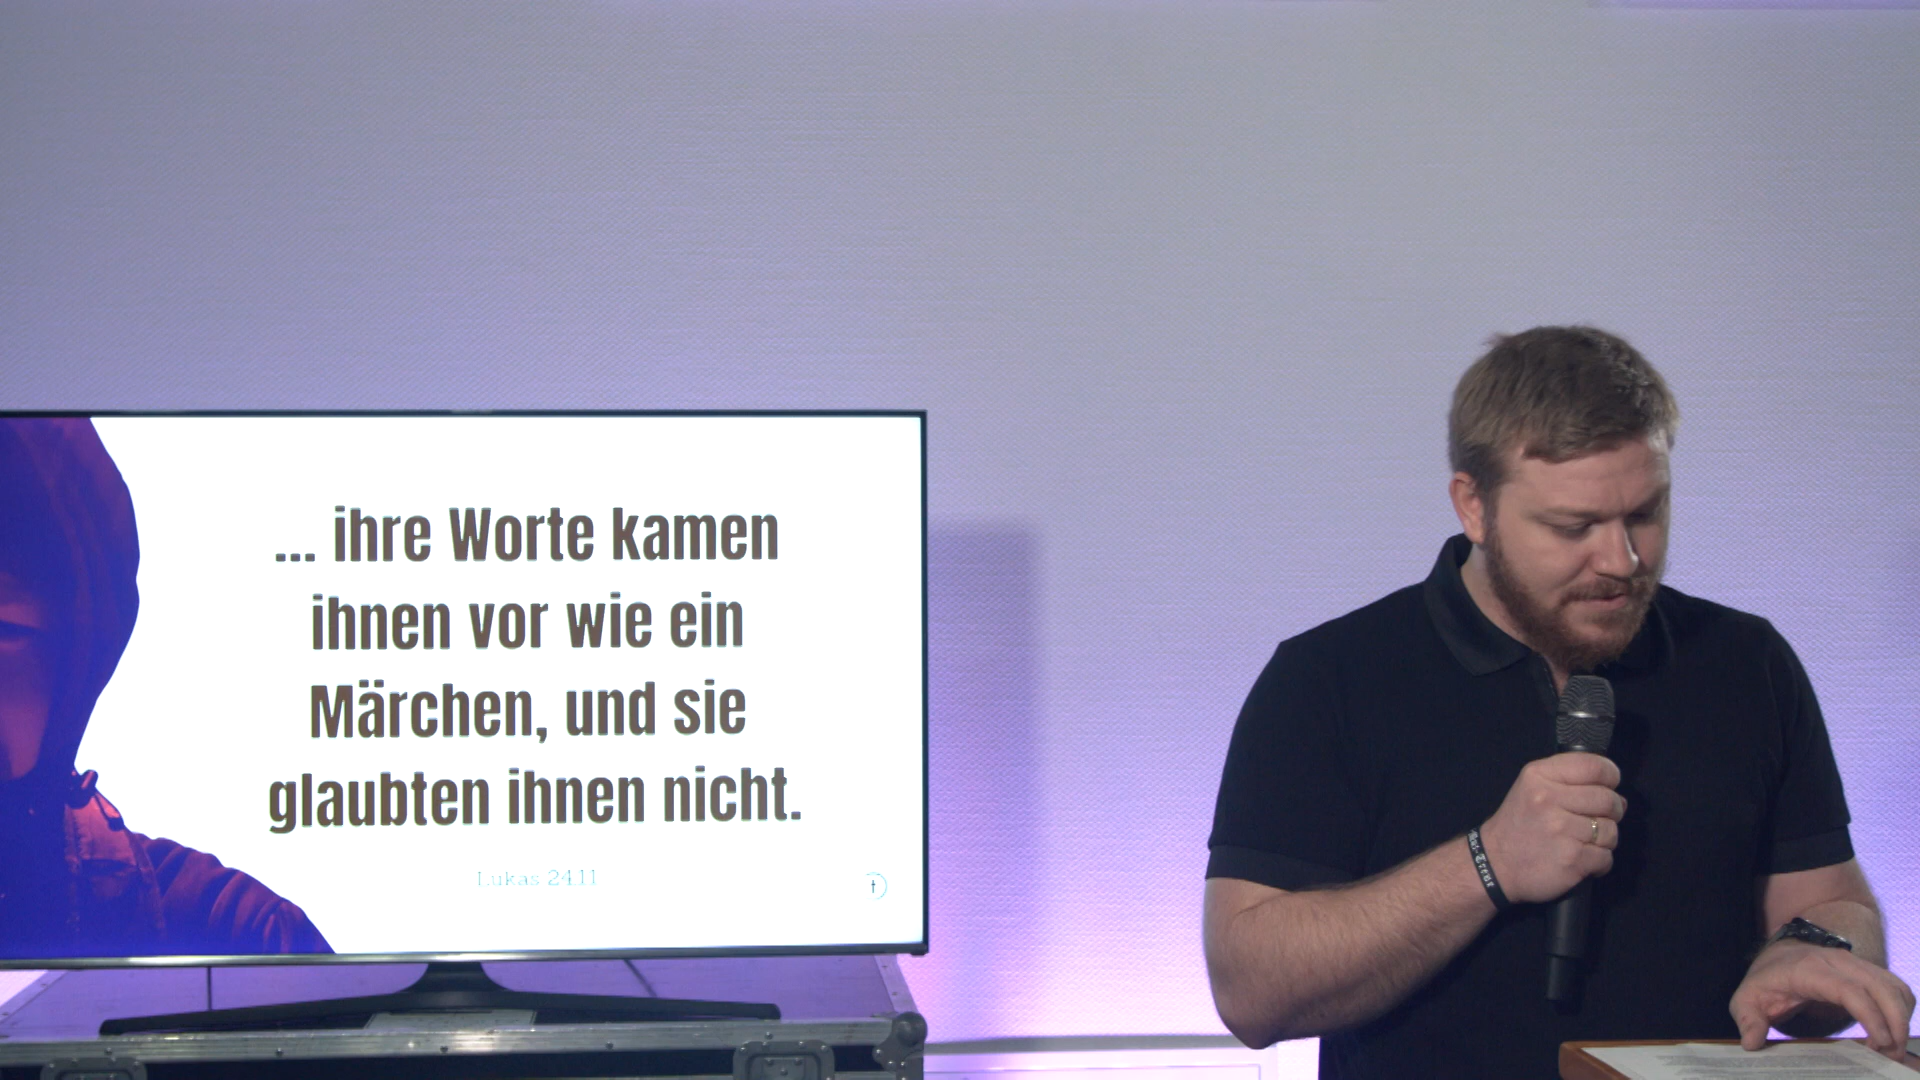 ... ihre Worte kamen
ihnen vor wie ein
Märchen, und sie
glaubten ihnen nicht.
Lukas 24,11